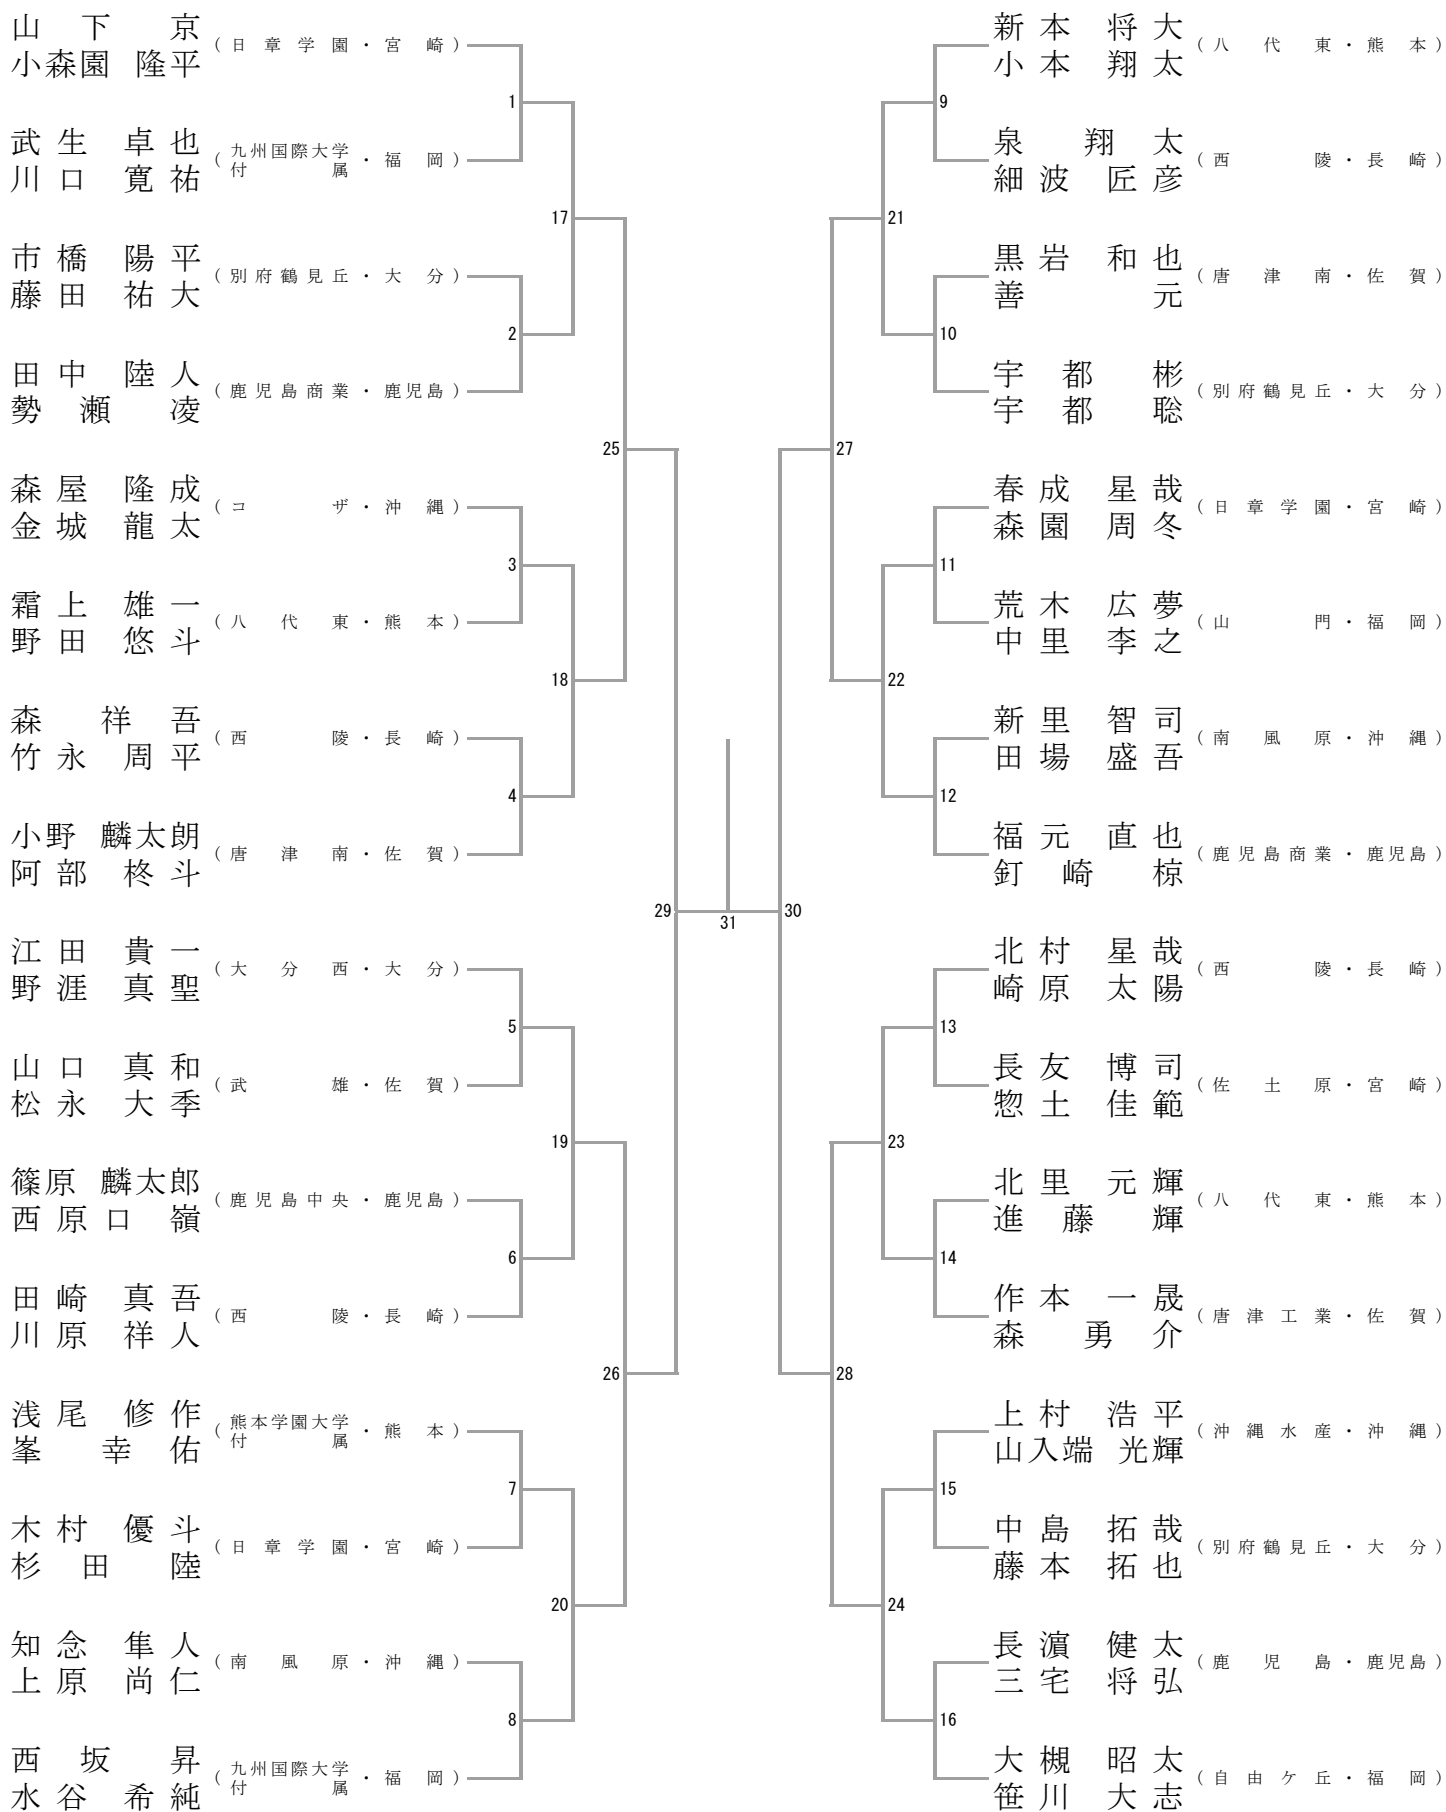 山下 京
小森園 隆平
(日章学園・宮崎)
1
武生 卓也
川口 寛祐
(九州国際大学付属・福岡)
17
市橋 陽平
藤田 祐大
(別府鶴見丘・大分)
2
田中 陸人
勢瀬 凌
(鹿児島商業・鹿児島)
25
森屋 隆成
金城 龍太
(コザ・沖縄)
3
霜上 雄一
野田 悠斗
(八代東・熊本)
18
森 祥吾
竹永 周平
(西陵・長崎)
4
小野 麟太朗
阿部 柊斗
(唐津南・佐賀)
29
江田 貴一
野涯 真聖
(大分西・大分)
5
山口 真和
松永 大季
(武雄・佐賀)
19
篠原 麟太郎
西原口 嶺
(鹿児島中央・鹿児島)
6
田崎 真吾
川原 祥人
(西陵・長崎)
26
浅尾 修作
峯 幸佑
(熊本学園大学付属・熊本)
7
木村 優斗
杉田 陸
(日章学園・宮崎)
20
知念 隼人
上原 尚仁
(南風原・沖縄)
8
西坂 昇
水谷 希純
(九州国際大学付属・福岡)
31
新本 将大
小本 翔太
(八代東・熊本)
9
泉 翔太
細波 匠彦
(西陵・長崎)
21
黒岩 和也
善 元
(唐津南・佐賀)
10
宇都 彬
宇都 聡
(別府鶴見丘・大分)
27
春成 星哉
森園 周冬
(日章学園・宮崎)
11
荒木 広夢
中里 李之
(山門・福岡)
22
新里 智司
田場 盛吾
(南風原・沖縄)
12
福元 直也
釘崎 椋
(鹿児島商業・鹿児島)
30
北村 星哉
崎原 太陽
(西陵・長崎)
13
長友 博司
惣土 佳範
(佐土原・宮崎)
23
北里 元輝
進藤 輝
(八代東・熊本)
14
作本 一晟
森 勇介
(唐津工業・佐賀)
28
上村 浩平
山入端 光輝
(沖縄水産・沖縄)
15
中島 拓哉
藤本 拓也
(別府鶴見丘・大分)
24
長濵 健太
三宅 将弘
(鹿児島・鹿児島)
16
大槻 昭太
笹川 大志
(自由ケ丘・福岡)